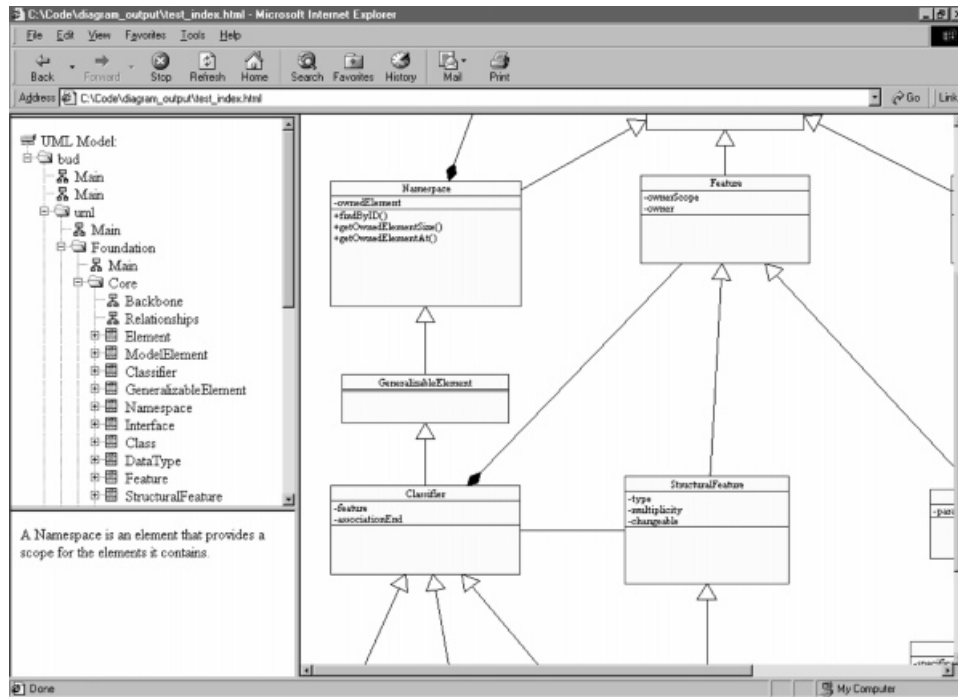 C:\Code\diagram_output\test_index.html - Microsoft Internet Explorer
File Edit View Favorites Tools Help
Back Forward Stop Refresh Home Search Favorites History Mail Print
Address C:\Code\diagram_output\test_index.html Go Link
UML Model:
bud
Main
Main
uml
Main
Foundation
Main
Core
Backbone
Relationships
Element
ModelElement
Classifier
GeneralizableElement
Namespace
Interface
Class
DataType
Feature
StructuralFeature
A Namespace is an element that provides a
scope for the elements it contains.
Namespace
-ownedElement
+findByID()
+getOwnedElementSize()
+getOwnedElementAt()
Feature
-ownerScope
-owner
GeneralizableElement
Classifier
-feature
-associationEnd
StructuralFeature
-type
-multiplicity
-changeable
-para
Done
My Computer